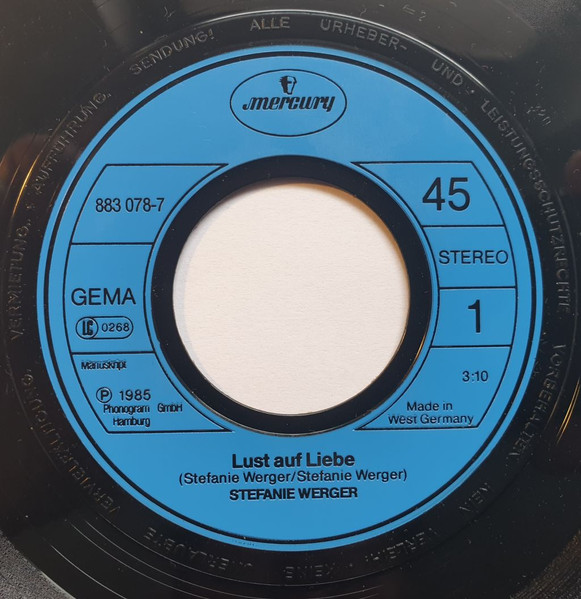 mercury
883 078-7
GEMA
LC 0268
Manuskript
℗ 1985
Phonogram GmbH
Hamburg
45
STEREO
1
3:10
Made in
West Germany
Lust auf Liebe
(Stefanie Werger/Stefanie Werger)
STEFANIE WERGER
SENDUNG! ALLE URHEBER- UND LEISTUNGSSCHUTZRECHTE VORBEHALTEN KEIN VERLEIH! KEINE UNERLAUBTE VERVIELFÄLTIGUNG, VERMIETUNG, AUFFÜHRUNG,